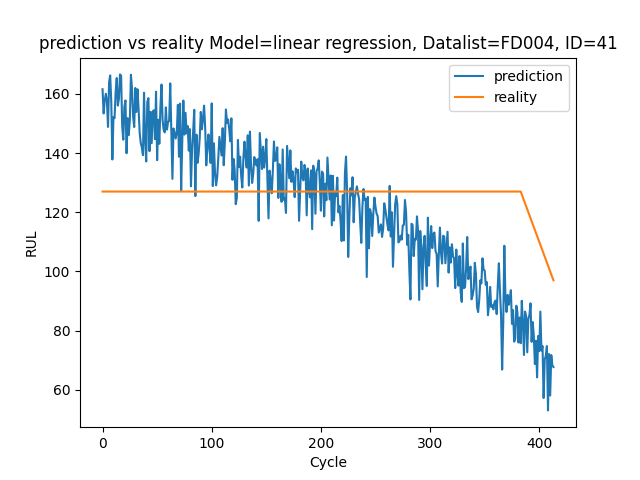 prediction vs reality Model=linear regression, Datalist=FD004, ID=41
prediction
reality
RUL
160
140
120
100
80
60
0
100
200
300
400
Cycle